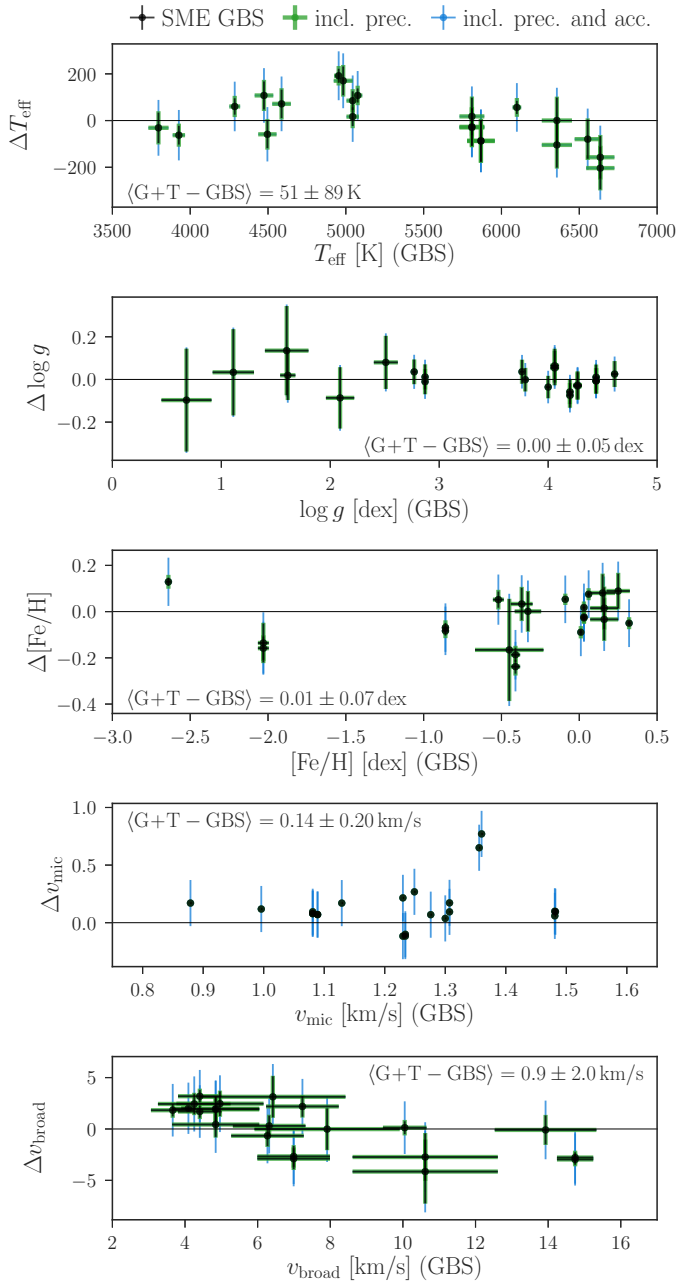 SME GBS incl. prec. incl. prec. and acc.
200
0
−200
ΔT_eff
⟨G+T − GBS⟩ = 51 ± 89 K
3500 4000 4500 5000 5500 6000 6500 7000
T_eff [K] (GBS)
0.2
0.0
−0.2
Δ log g
⟨G+T − GBS⟩ = 0.00 ± 0.05 dex
0 1 2 3 4 5
log g [dex] (GBS)
0.2
0.0
−0.2
−0.4
Δ[Fe/H]
⟨G+T − GBS⟩ = 0.01 ± 0.07 dex
−3.0 −2.5 −2.0 −1.5 −1.0 −0.5 0.0 0.5
[Fe/H] [dex] (GBS)
1.0
0.5
0.0
Δv_mic
⟨G+T − GBS⟩ = 0.14 ± 0.20 km/s
0.8 0.9 1.0 1.1 1.2 1.3 1.4 1.5 1.6
v_mic [km/s] (GBS)
5
0
−5
Δv_broad
⟨G+T − GBS⟩ = 0.9 ± 2.0 km/s
2 4 6 8 10 12 14 16
v_broad [km/s] (GBS)